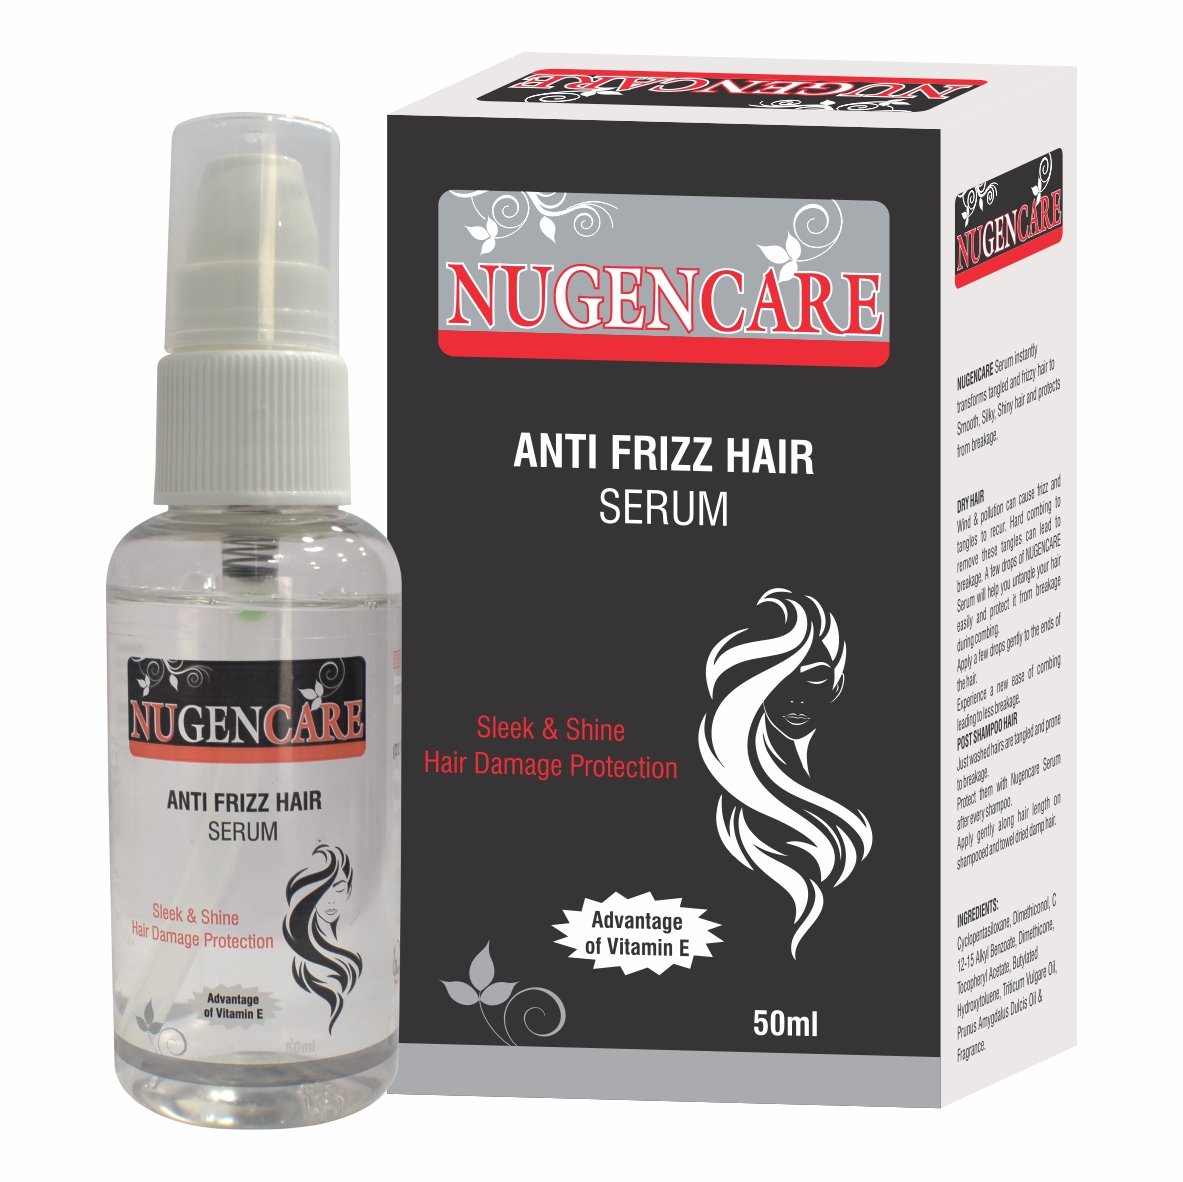 NUGENCARE
NUGENCARE
ANTI FRIZZ HAIR
SERUM
Sleek & Shine
Hair Damage Protection
Advantage
of Vitamin E
50ml
NUGENCARE
NUGENCARE Serum instantly
transforms tangled and frizzy hair to
Smooth, Silky, Shiny hair and protects
from breakage.
DRY HAIR
Wind & pollution can cause frizz and
tangles to recur. Hard combing to
remove these tangles can lead to
breakage. A few drops of NUGENCARE
Serum will help you untangle your hair
easily and protect it from breakage
during combing.
Apply a few drops gently to the ends of
the hair.
Experience a new ease of combing
leading to less breakage.
POST SHAMPOO HAIR
Just washed hairs are tangled and prone
to breakage.
Protect them with Nugencare Serum
after every shampoo.
Apply gently along hair length on
shampooed and towel dried damp hair.
INGREDIENTS:
Cyclopentasiloxane, Dimethiconol, C
12-15 Alkyl Benzoate, Dimethicone,
Tocopheryl Acetate, Butylated
Hydroxytoluene, Triticum Vulgare Oil,
Prunus Amygdalus Dulcis Oil &
Fragrance.
NUGENCARE
ANTI FRIZZ HAIR
SERUM
Sleek & Shine
Hair Damage Protection
Advantage
of Vitamin E
50ml